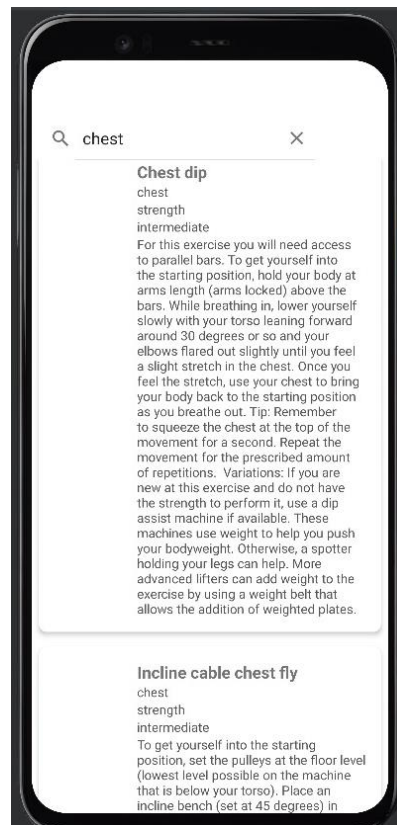 chest
Chest dip
chest
strength
intermediate
For this exercise you will need access
to parallel bars. To get yourself into
the starting position, hold your body at
arms length (arms locked) above the
bars. While breathing in, lower yourself
slowly with your torso leaning forward
around 30 degrees or so and your
elbows flared out slightly until you feel
a slight stretch in the chest. Once you
feel the stretch, use your chest to bring
your body back to the starting position
as you breathe out. Tip: Remember
to squeeze the chest at the top of the
movement for a second. Repeat the
movement for the prescribed amount
of repetitions.  Variations: If you are
new at this exercise and do not have
the strength to perform it, use a dip
assist machine if available. These
machines use weight to help you push
your bodyweight. Otherwise, a spotter
holding your legs can help. More
advanced lifters can add weight to the
exercise by using a weight belt that
allows the addition of weighted plates.
Incline cable chest fly
chest
strength
intermediate
To get yourself into the starting
position, set the pulleys at the floor level
(lowest level possible on the machine
that is below your torso). Place an
incline bench (set at 45 degrees) in